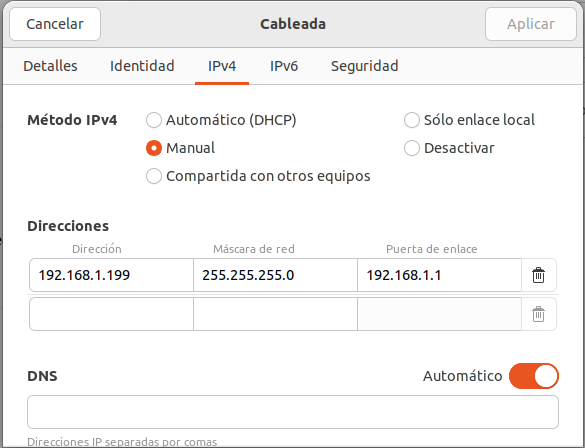 Cancelar Cableada Aplicar
Detalles Identidad IPv4 IPv6 Seguridad
Método IPv4 Automático (DHCP) Sólo enlace local
Manual Desactivar
Compartida con otros equipos
Direcciones
Dirección Máscara de red Puerta de enlace
192.168.1.199 255.255.255.0 192.168.1.1
DNS Automático
Direcciones IP separadas por comas